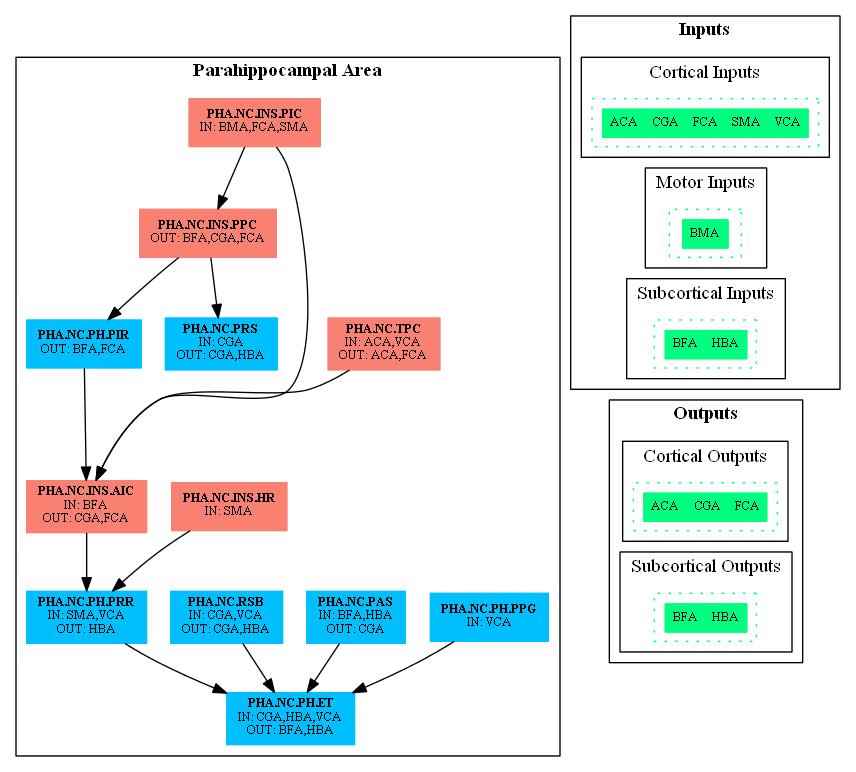 Parahippocampal Area
PHA.NC.INS.PIC
IN: BMA,FCA,SMA
PHA.NC.INS.PPC
OUT: BFA,CGA,FCA
PHA.NC.PH.PIR
OUT: BFA,FCA
PHA.NC.PRS
IN: CGA
OUT: CGA,HBA
PHA.NC.TPC
IN: ACA,VCA
OUT: ACA,FCA
PHA.NC.INS.AIC
IN: BFA
OUT: CGA,FCA
PHA.NC.INS.HR
IN: SMA
PHA.NC.PH.PRR
IN: SMA,VCA
OUT: HBA
PHA.NC.RSB
IN: CGA,VCA
OUT: CGA,HBA
PHA.NC.PAS
IN: BFA,HBA
OUT: CGA
PHA.NC.PH.PPG
IN: VCA
PHA.NC.PH.ET
IN: CGA,HBA,VCA
OUT: BFA,HBA
Inputs
Cortical Inputs
ACA CGA FCA SMA VCA
Motor Inputs
BMA
Subcortical Inputs
BFA HBA
Outputs
Cortical Outputs
ACA CGA FCA
Subcortical Outputs
BFA HBA